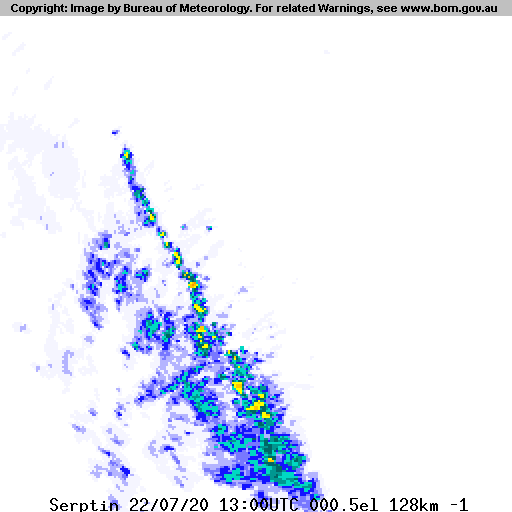 Copyright: Image by Bureau of Meteorology. For related Warnings, see www.bom.gov.au
Serptin 22/07/20 13:00UTC 000.5el 128km -1